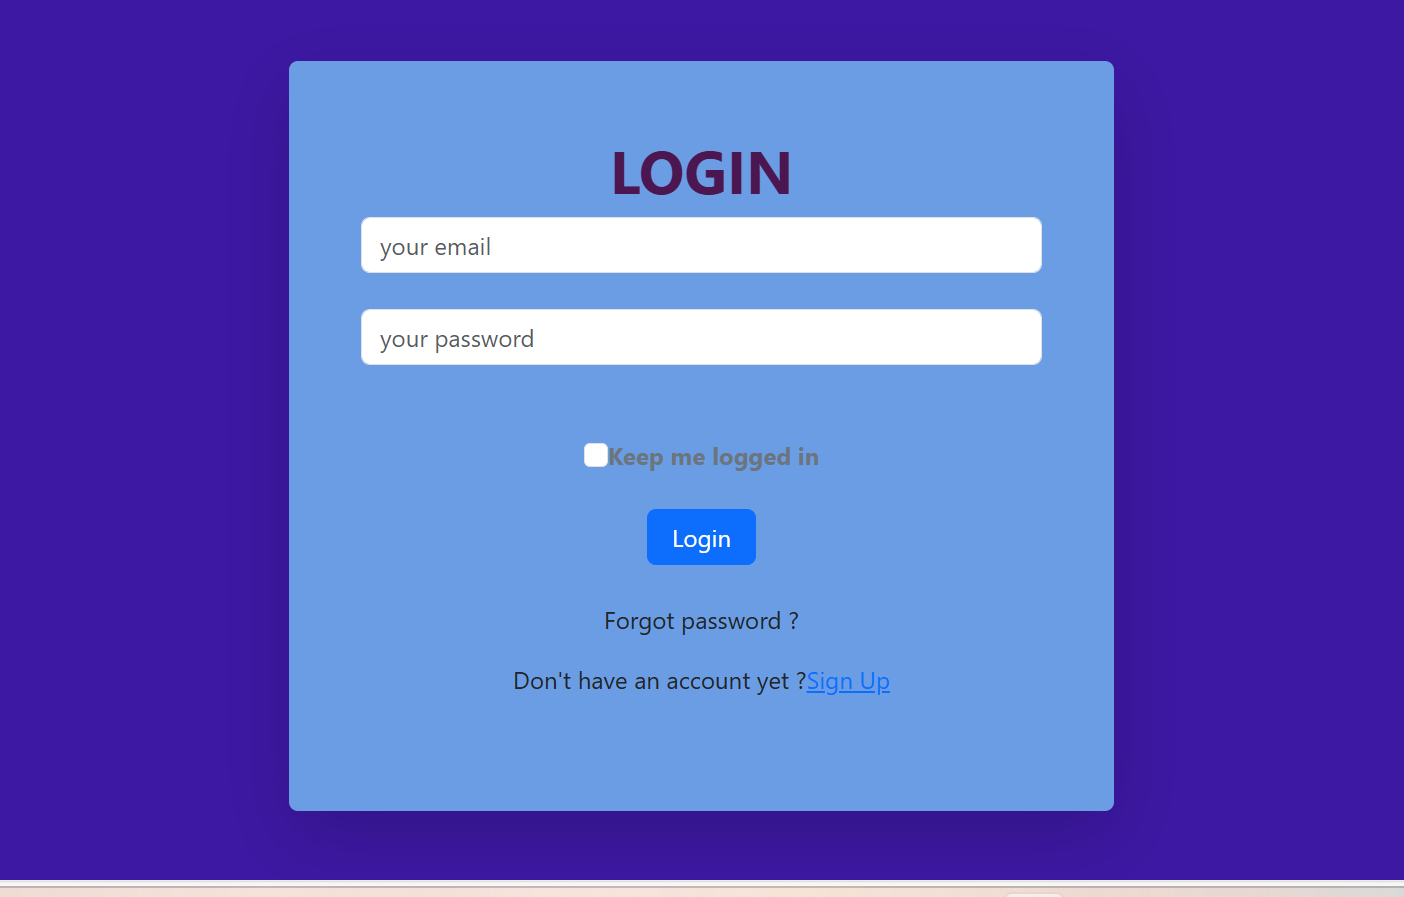 LOGIN
your email
your password
Keep me logged in
Login
Forgot password ?
Don't have an account yet ?Sign Up